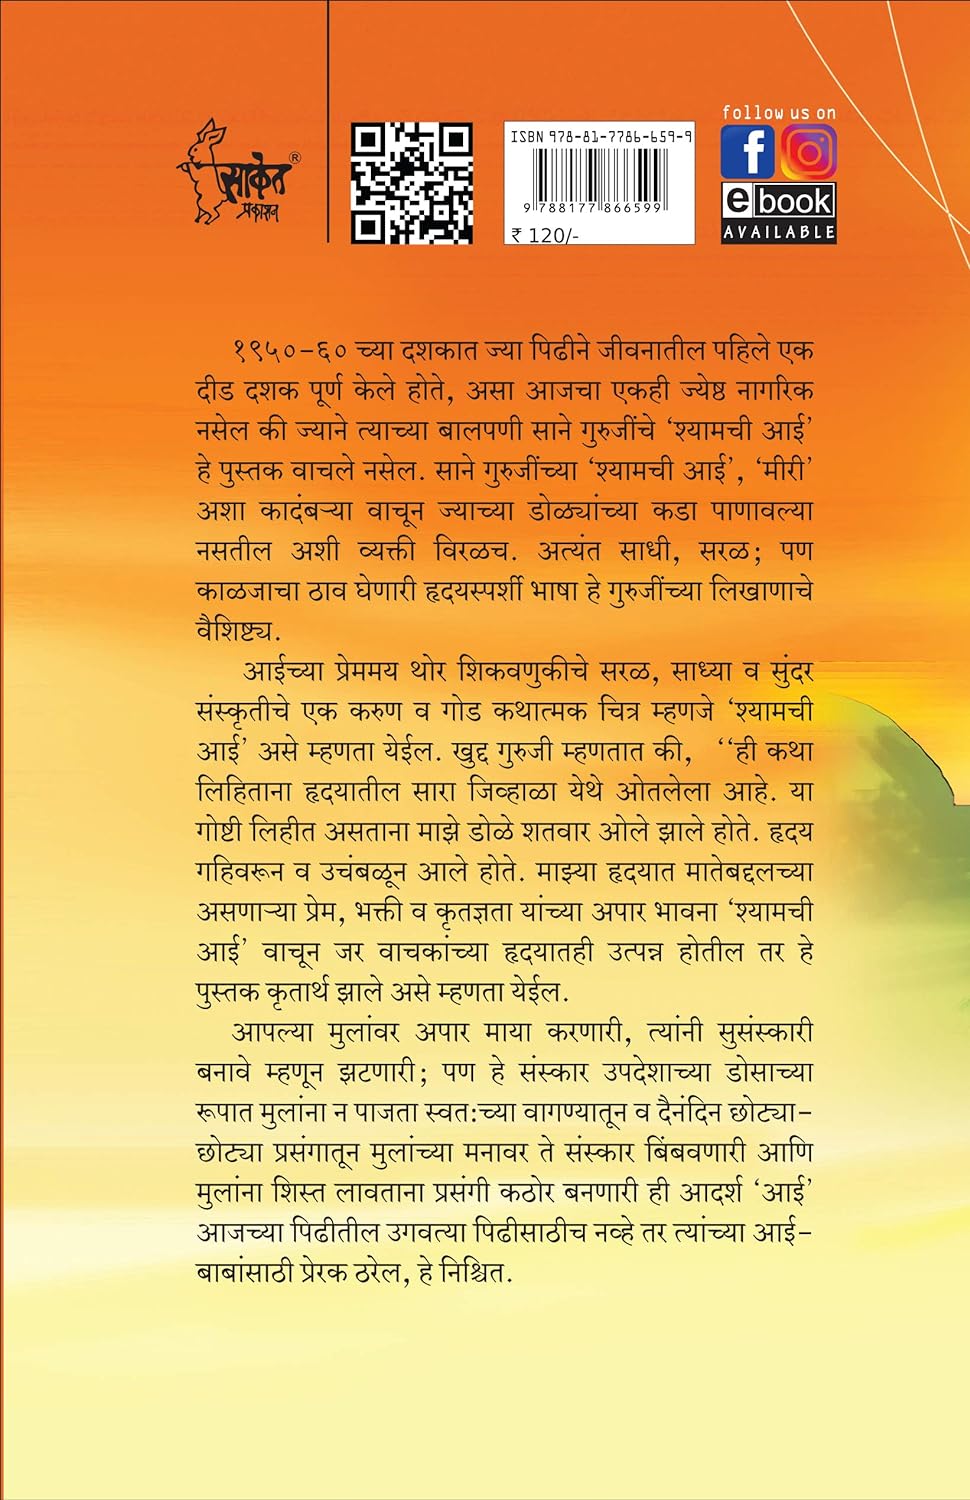 साकेत®
प्रकाशन
ISBN 978-81-7786-659-9
9 788177 866599
₹ 120/-
follow us on
f
ebook
AVAILABLE
१९५०-६० च्या दशकात ज्या पिढीने जीवनातील पहिले एक
दीड दशक पूर्ण केले होते, असा आजचा एकही ज्येष्ठ नागरिक
नसेल की ज्याने त्याच्या बालपणी साने गुरुजींचे ‘श्यामची आई’
हे पुस्तक वाचले नसेल. साने गुरुजींच्या ‘श्यामची आई’, ‘मीरी’
अशा कादंबऱ्या वाचून ज्याच्या डोळ्यांच्या कडा पाणावल्या
नसतील अशी व्यक्ती विरळच. अत्यंत साधी, सरळ; पण
काळजाचा ठाव घेणारी हृदयस्पर्शी भाषा हे गुरुजींच्या लिखाणाचे
वैशिष्ट्य.
आईच्या प्रेममय थोर शिकवणुकीचे सरळ, साध्या व सुंदर
संस्कृतीचे एक करुण व गोड कथात्मक चित्र म्हणजे ‘श्यामची
आई’ असे म्हणता येईल. खुद्द गुरुजी म्हणतात की, ‘‘ही कथा
लिहिताना हृदयातील सारा जिव्हाळा येथे ओतलेला आहे. या
गोष्टी लिहीत असताना माझे डोळे शतवार ओले झाले होते. हृदय
गहिवरून व उचंबळून आले होते. माझ्या हृदयात मातेबद्दलच्या
असणाऱ्या प्रेम, भक्ती व कृतज्ञता यांच्या अपार भावना ‘श्यामची
आई’ वाचून जर वाचकांच्या हृदयातही उत्पन्न होतील तर हे
पुस्तक कृतार्थ झाले असे म्हणता येईल.
आपल्या मुलांवर अपार माया करणारी, त्यांनी सुसंस्कारी
बनावे म्हणून झटणारी; पण हे संस्कार उपदेशाच्या डोसाच्या
रूपात मुलांना न पाजता स्वत:च्या वागण्यातून व दैनंदिन छोट्या-
छोट्या प्रसंगातून मुलांच्या मनावर ते संस्कार बिंबवणारी आणि
मुलांना शिस्त लावताना प्रसंगी कठोर बनणारी ही आदर्श ‘आई’
आजच्या पिढीतील उगवत्या पिढीसाठीच नव्हे तर त्यांच्या आई-
बाबांसाठी प्रेरक ठरेल, हे निश्चित.